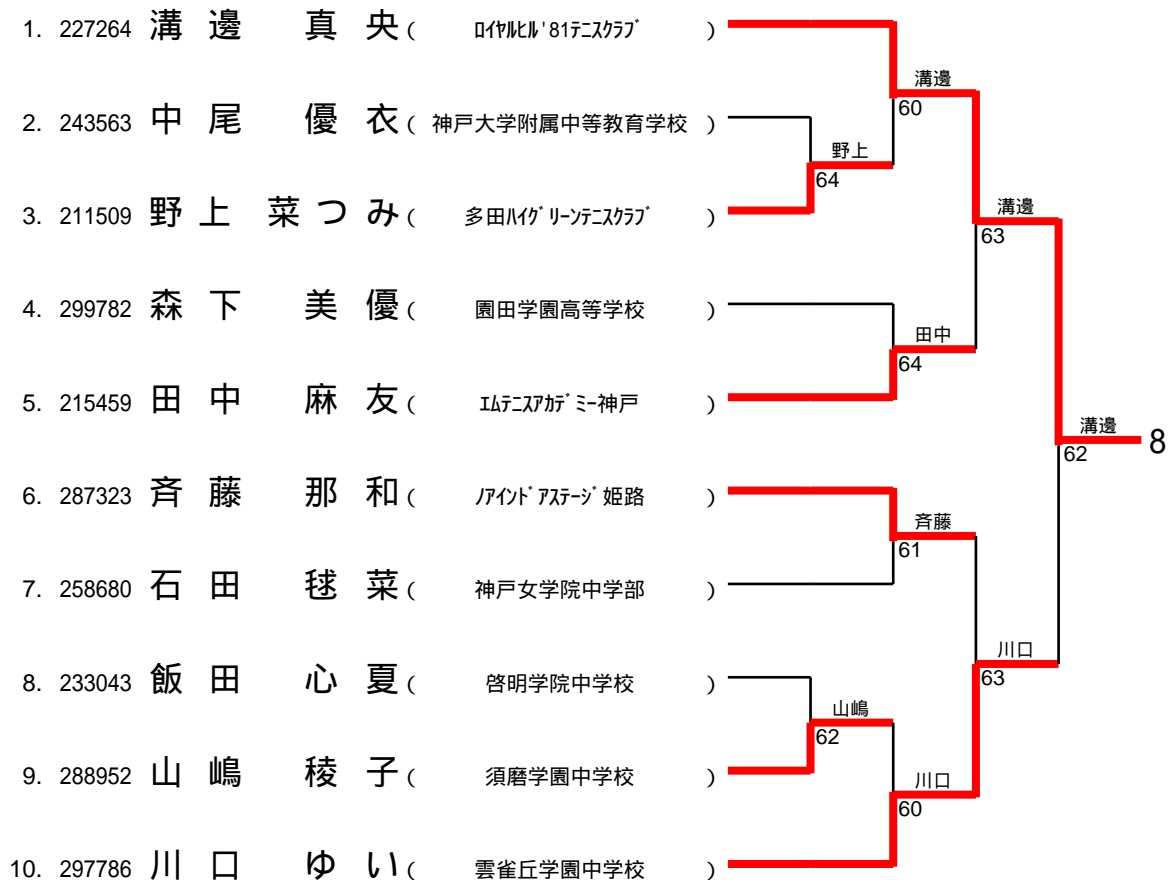 1. 227264 溝邊 真央 ( ﾛｲﾔﾙﾋﾙ'81ﾃﾆｽｸﾗﾌﾞ )
溝邊
60
2. 243563 中尾 優衣 ( 神戸大学附属中等教育学校 )
野上
64
3. 211509 野上 菜つみ ( 多田ﾊｲｸﾞﾘｰﾝﾃﾆｽｸﾗﾌﾞ )
溝邊
63
4. 299782 森下 美優 ( 園田学園高等学校 )
田中
64
5. 215459 田中 麻友 ( ｴﾑﾃﾆｽｱｶﾃﾞﾐｰ神戸 )
溝邊
62
8
6. 287323 斉藤 那和 ( ﾉｱｲﾝﾄﾞｱｽﾃｰｼﾞ姫路 )
斉藤
61
7. 258680 石田 毬菜 ( 神戸女学院中学部 )
川口
63
8. 233043 飯田 心夏 ( 啓明学院中学校 )
山嶋
62
9. 288952 山嶋 稜子 ( 須磨学園中学校 )
川口
60
10. 297786 川口 ゆい ( 雲雀丘学園中学校 )